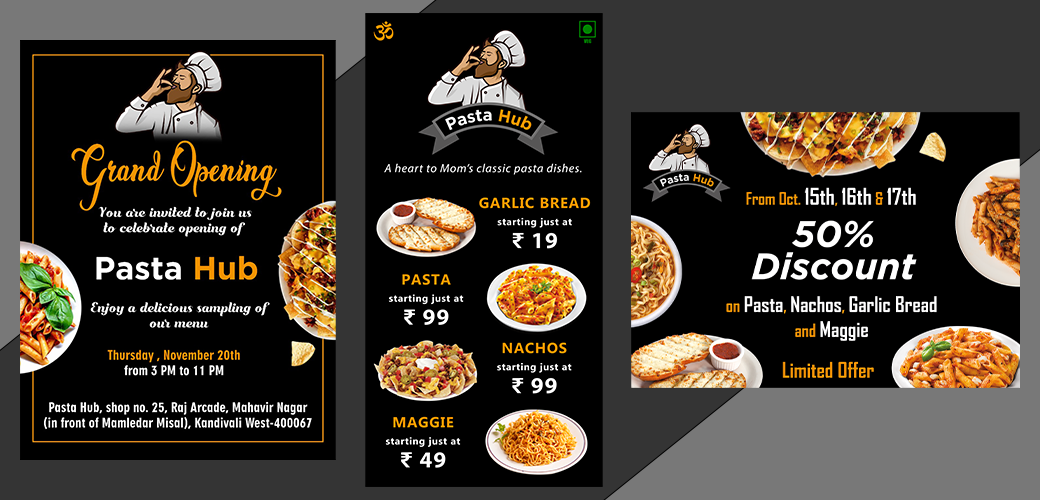 Grand Opening
You are invited to join us
to celebrate opening of
Pasta Hub
Enjoy a delicious sampling of
our menu
Thursday , November 20th
from 3 PM to 11 PM
Pasta Hub, shop no. 25, Raj Arcade, Mahavir Nagar
(in front of Mamledar Misal), Kandivali West-400067
ॐ
VEG
Pasta Hub
A heart to Mom's classic pasta dishes.
GARLIC BREAD
starting just at
₹ 19
PASTA
starting just at
₹ 99
NACHOS
starting just at
₹ 99
MAGGIE
starting just at
₹ 49
Pasta Hub
From Oct. 15th, 16th & 17th
50%
Discount
on Pasta, Nachos, Garlic Bread
and Maggie
Limited Offer